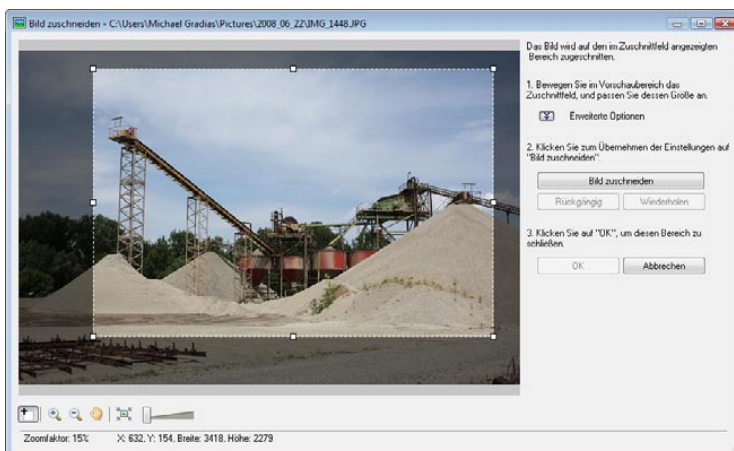 Bild zuschneiden - C:\Users\Michael Gradias\Pictures\2008_06_22\IMG_1448.JPG
Das Bild wird auf den im Zuschnittfeld angezeigten
Bereich zugeschnitten.
1. Bewegen Sie im Vorschaubereich das
Zuschnittfeld, und passen Sie dessen Größe an.
Erweiterte Optionen
2. Klicken Sie zum Übernehmen der Einstellungen auf
"Bild zuschneiden".
Bild zuschneiden
Rückgängig Wiederholen
3. Klicken Sie auf "OK", um diesen Bereich zu
schließen.
OK Abbrechen
Zoomfaktor: 15% X: 632, Y: 154, Breite: 3418, Höhe: 2279